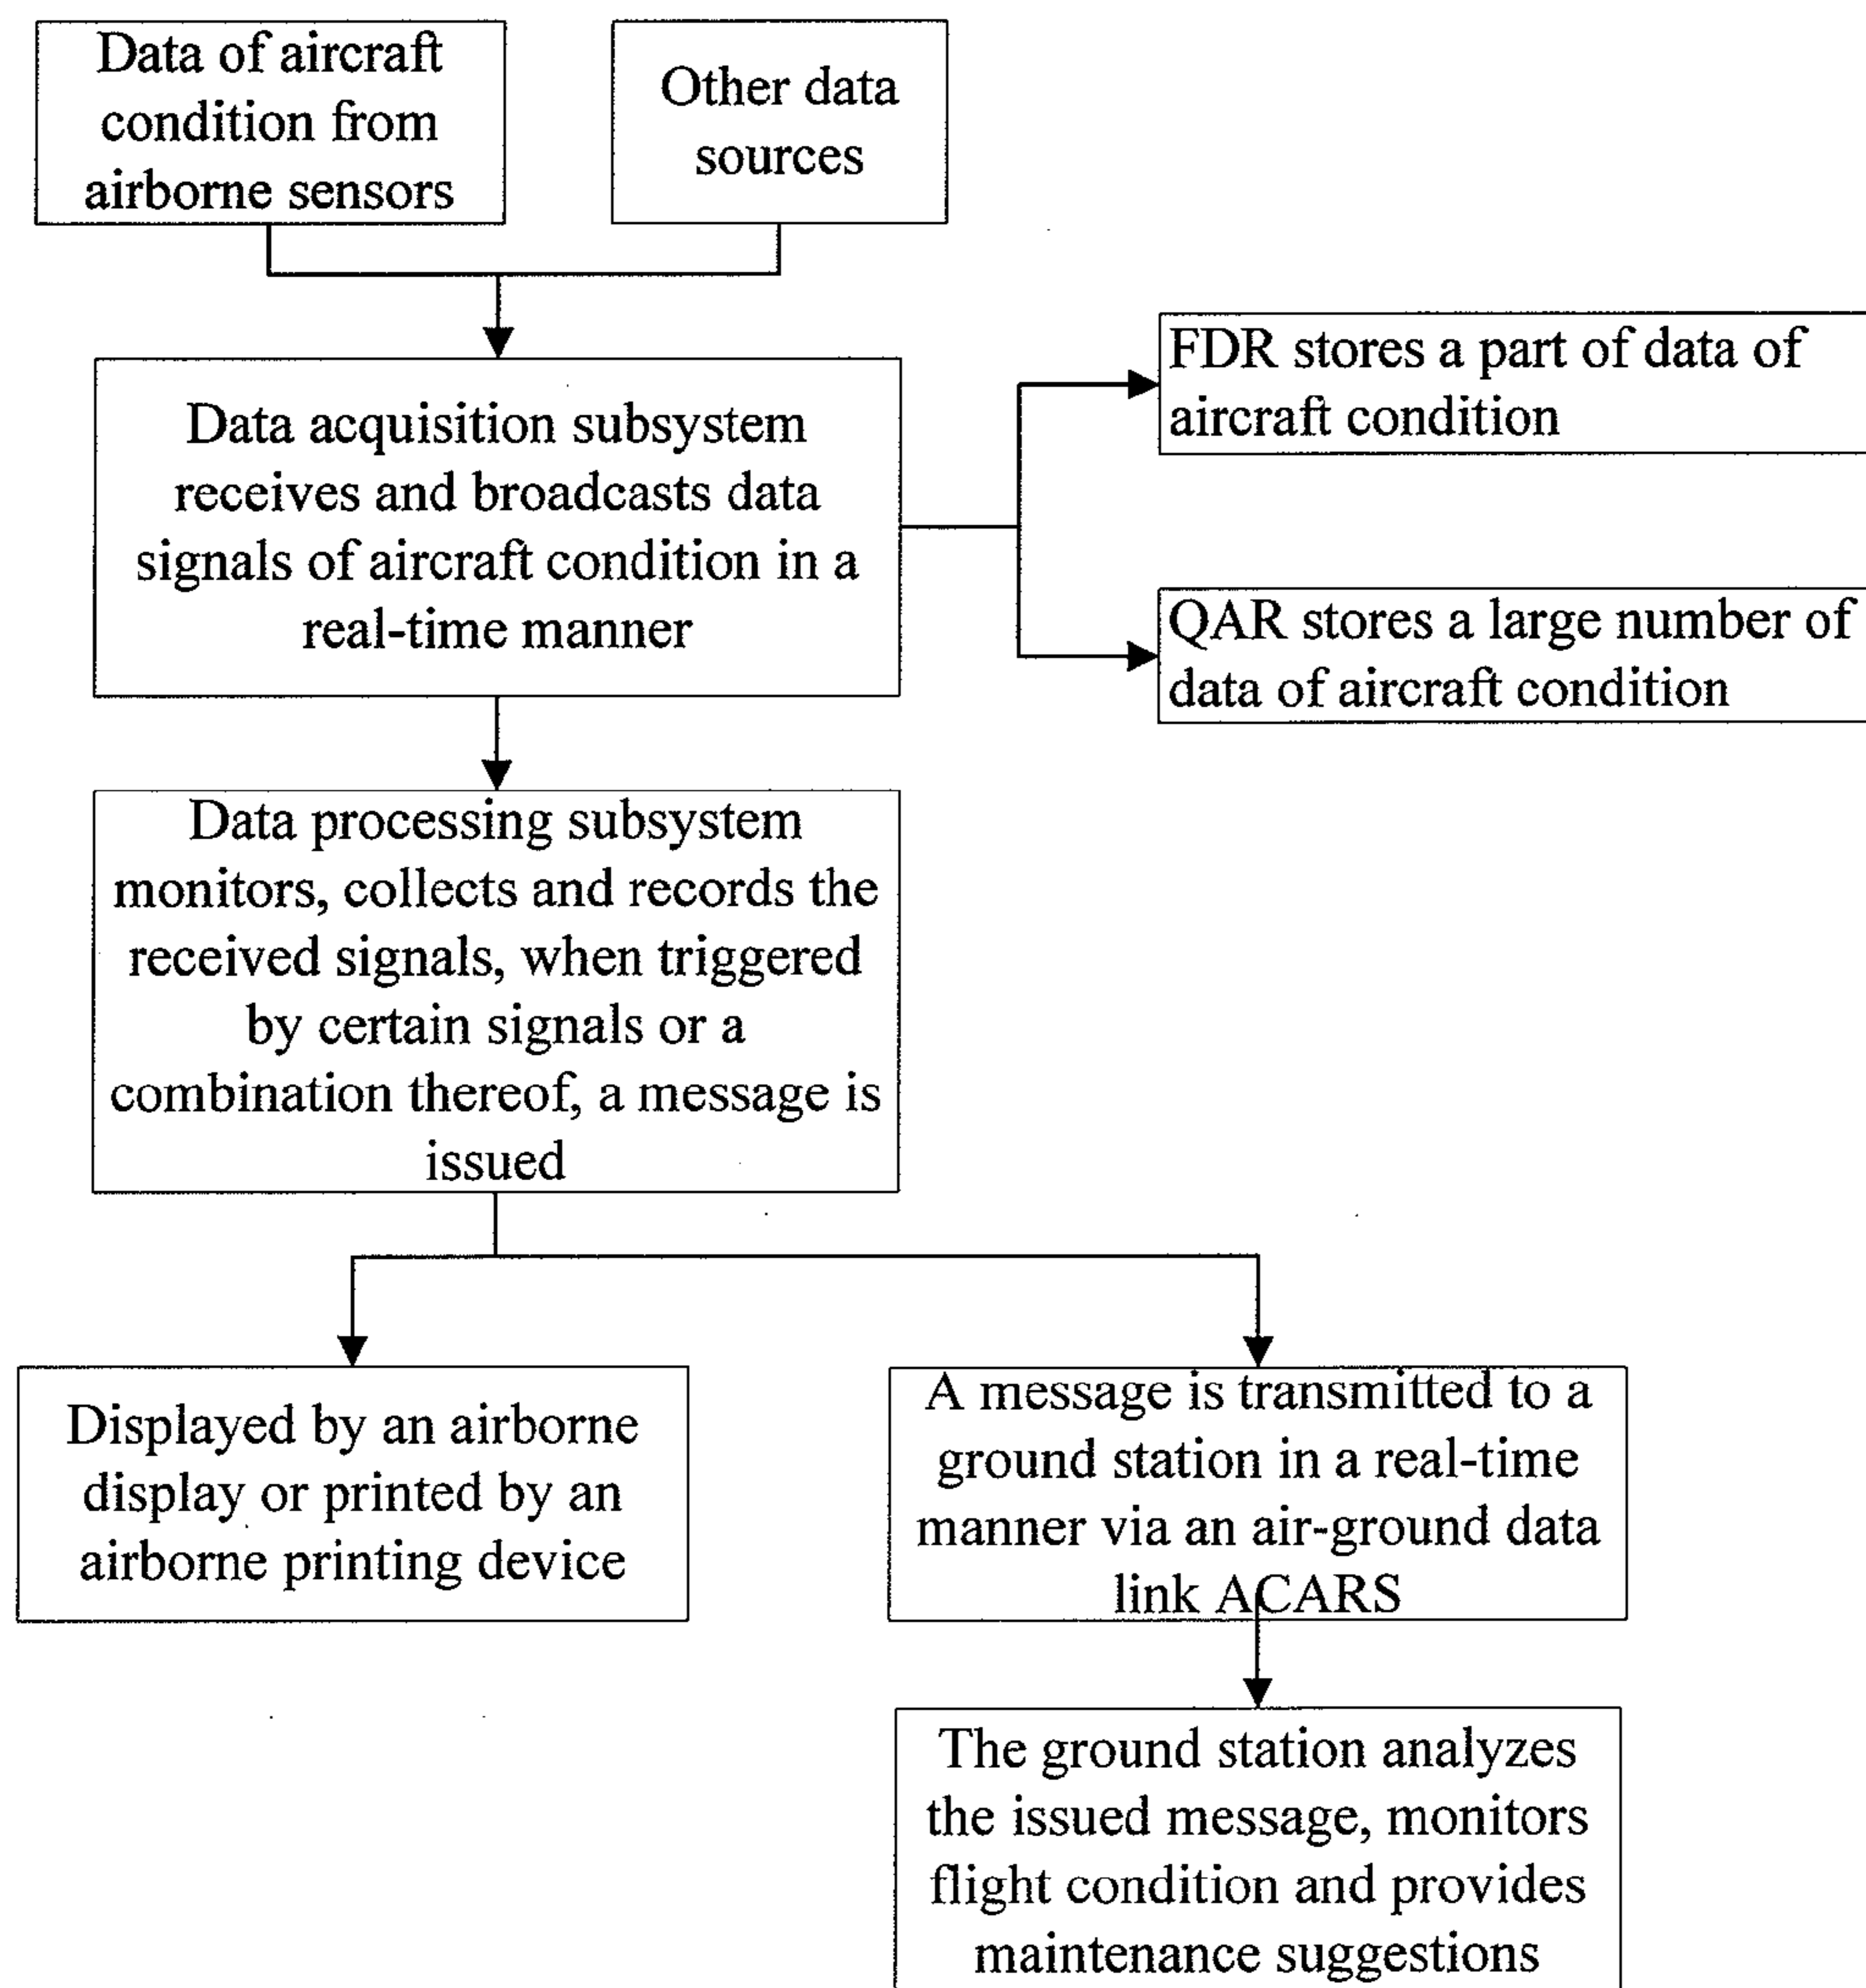 Data of aircraft
condition from
airborne sensors
Other data
sources
Data acquisition subsystem
receives and broadcasts data
signals of aircraft condition in a
real-time manner
FDR stores a part of data of
aircraft condition
QAR stores a large number of
data of aircraft condition
Data processing subsystem
monitors, collects and records the
received signals, when triggered
by certain signals or a
combination thereof, a message is
issued
Displayed by an airborne
display or printed by an
airborne printing device
A message is transmitted to a
ground station in a real-time
manner via an air-ground data
link ACARS
The ground station analyzes
the issued message, monitors
flight condition and provides
maintenance suggestions